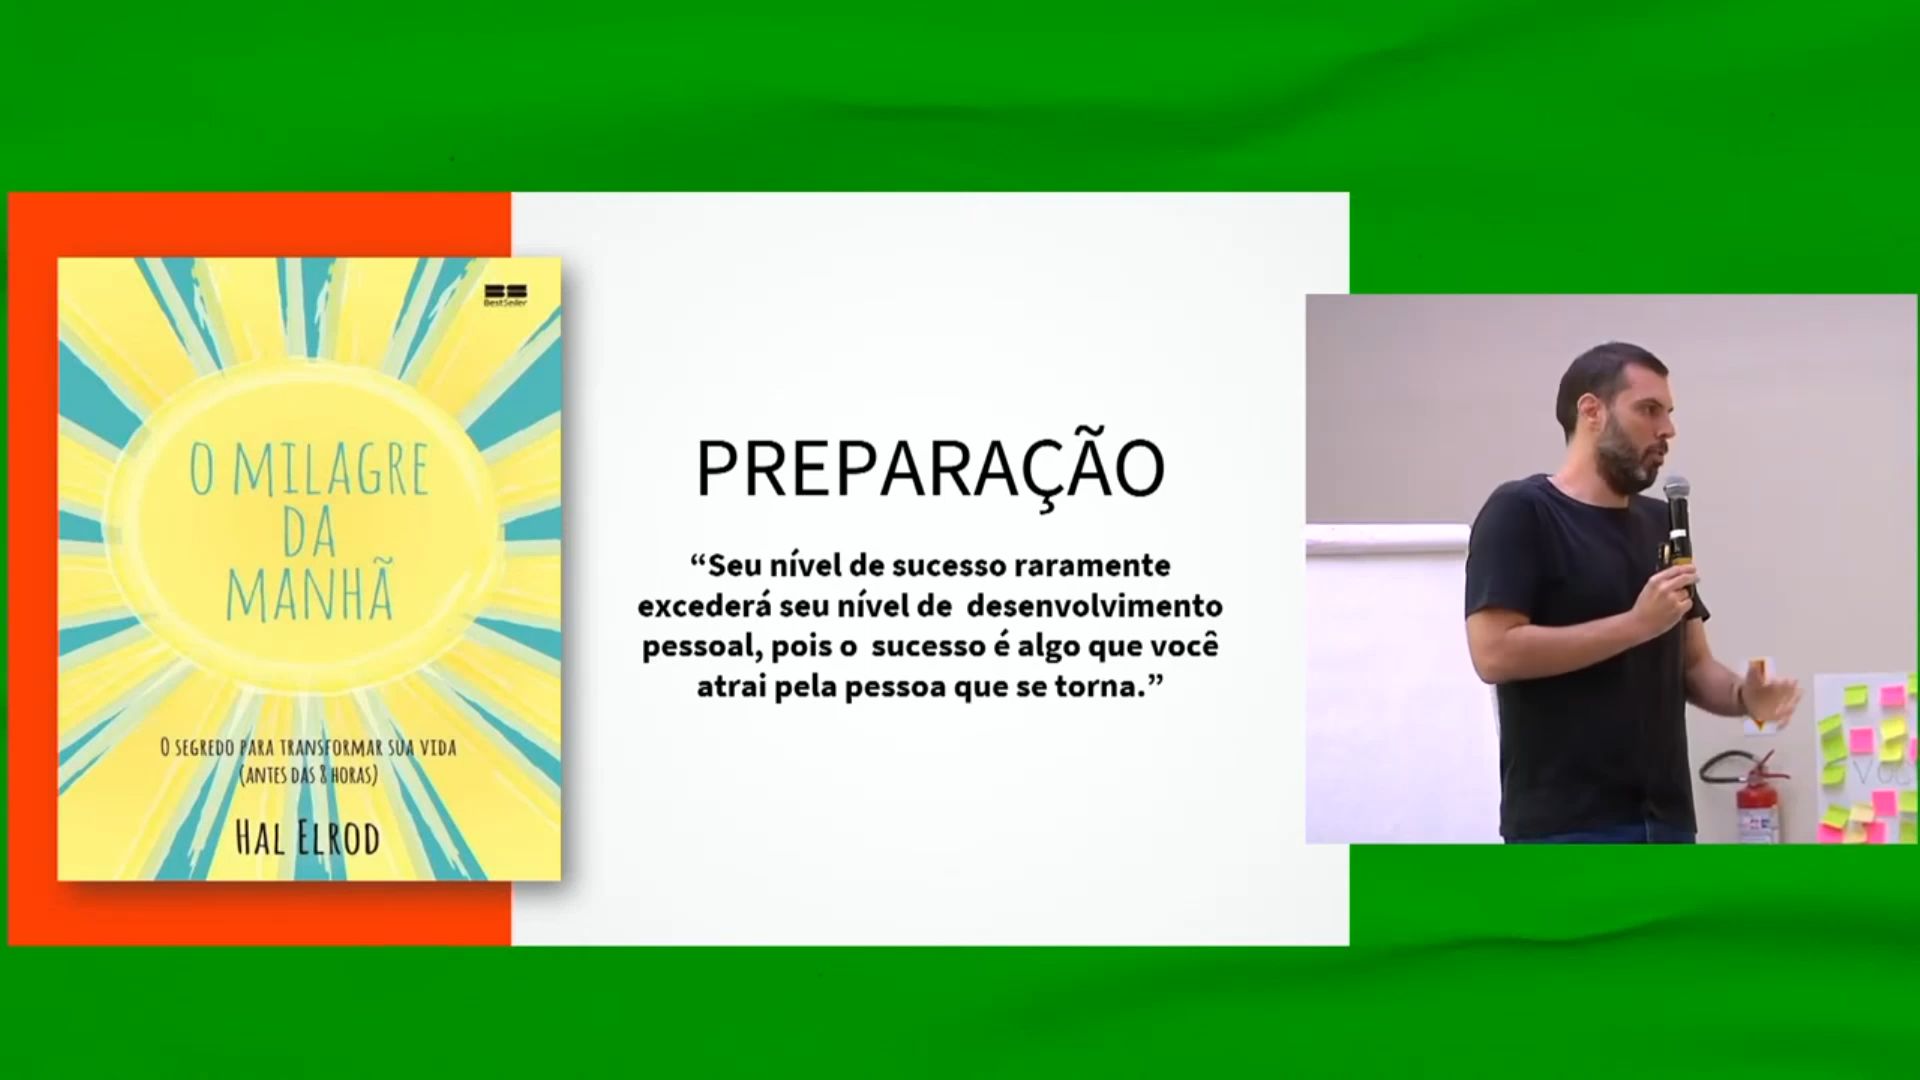 BestSeller
O MILAGRE
DA
MANHÃ
O SEGREDO PARA TRANSFORMAR SUA VIDA
(ANTES DAS 8 HORAS)
HAL ELROD
PREPARAÇÃO
“Seu nível de sucesso raramente
excederá seu nível de desenvolvimento
pessoal, pois o sucesso é algo que você
atrai pela pessoa que se torna.”